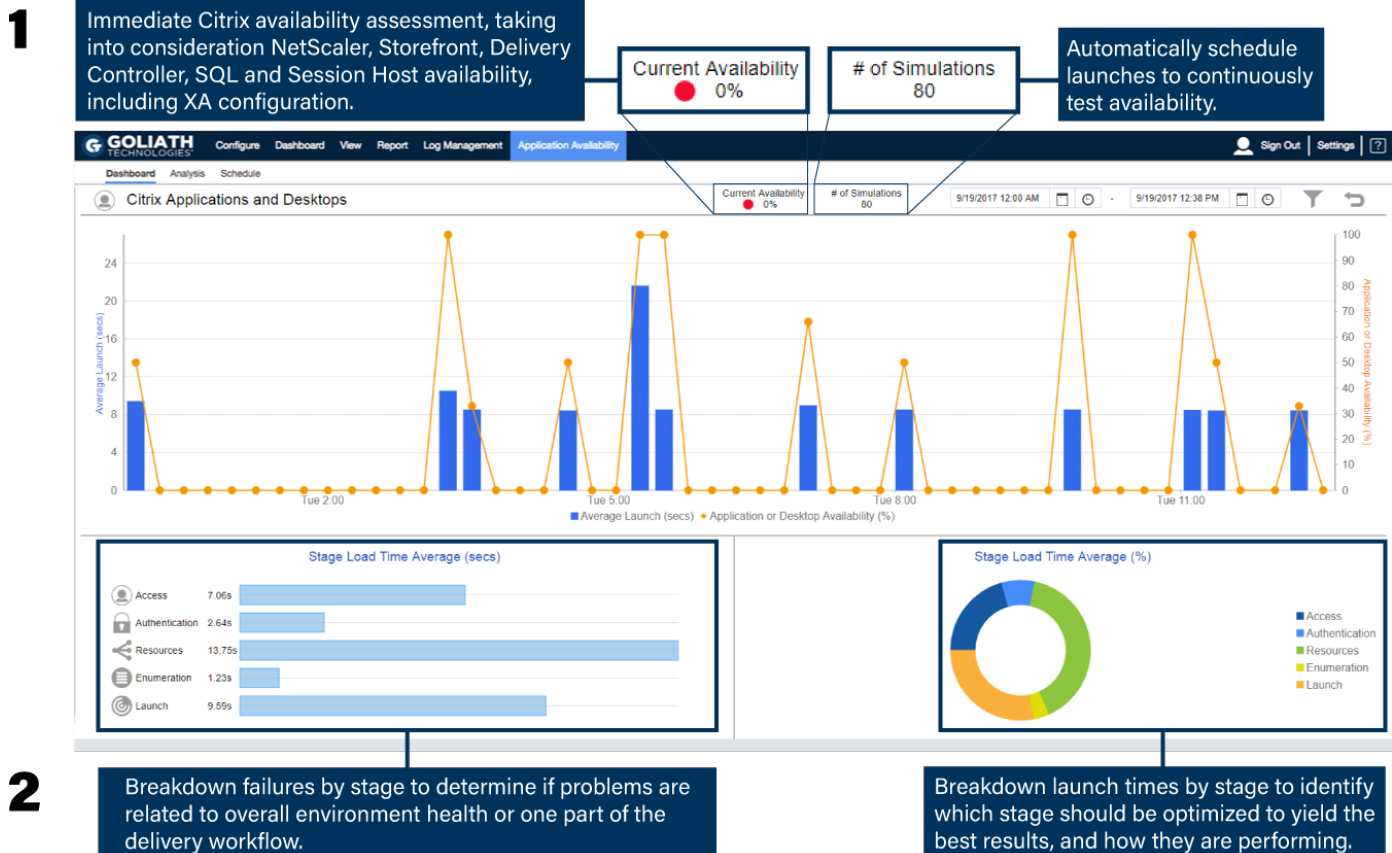 1
Immediate Citrix availability assessment, taking
into consideration NetScaler, Storefront, Delivery
Controller, SQL and Session Host availability,
including XA configuration.
Current Availability
0%
# of Simulations
80
Automatically schedule
launches to continuously
test availability.
G GOLIATH
TECHNOLOGIES
Configure Dashboard View Report Log Management Application Availability
Sign Out Settings ?
Dashboard Analysis Schedule
Citrix Applications and Desktops
Current Availability
0%
# of Simulations
80
9/19/2017 12:00 AM - 9/19/2017 12:38 PM
Average Launch (secs)
24
20
16
12
8
4
0
100
90
80
70
60
50
40
30
20
10
0
Application or Desktop Availability (%)
Tue 2:00 Tue 5:00 Tue 8:00 Tue 11:00
Average Launch (secs) Application or Desktop Availability (%)
Stage Load Time Average (secs)
Access 7.06s
Authentication 2.64s
Resources 13.75s
Enumeration 1.23s
Launch 9.59s
Stage Load Time Average (%)
Access
Authentication
Resources
Enumeration
Launch
2
Breakdown failures by stage to determine if problems are
related to overall environment health or one part of the
delivery workflow.
Breakdown launch times by stage to identify
which stage should be optimized to yield the
best results, and how they are performing.